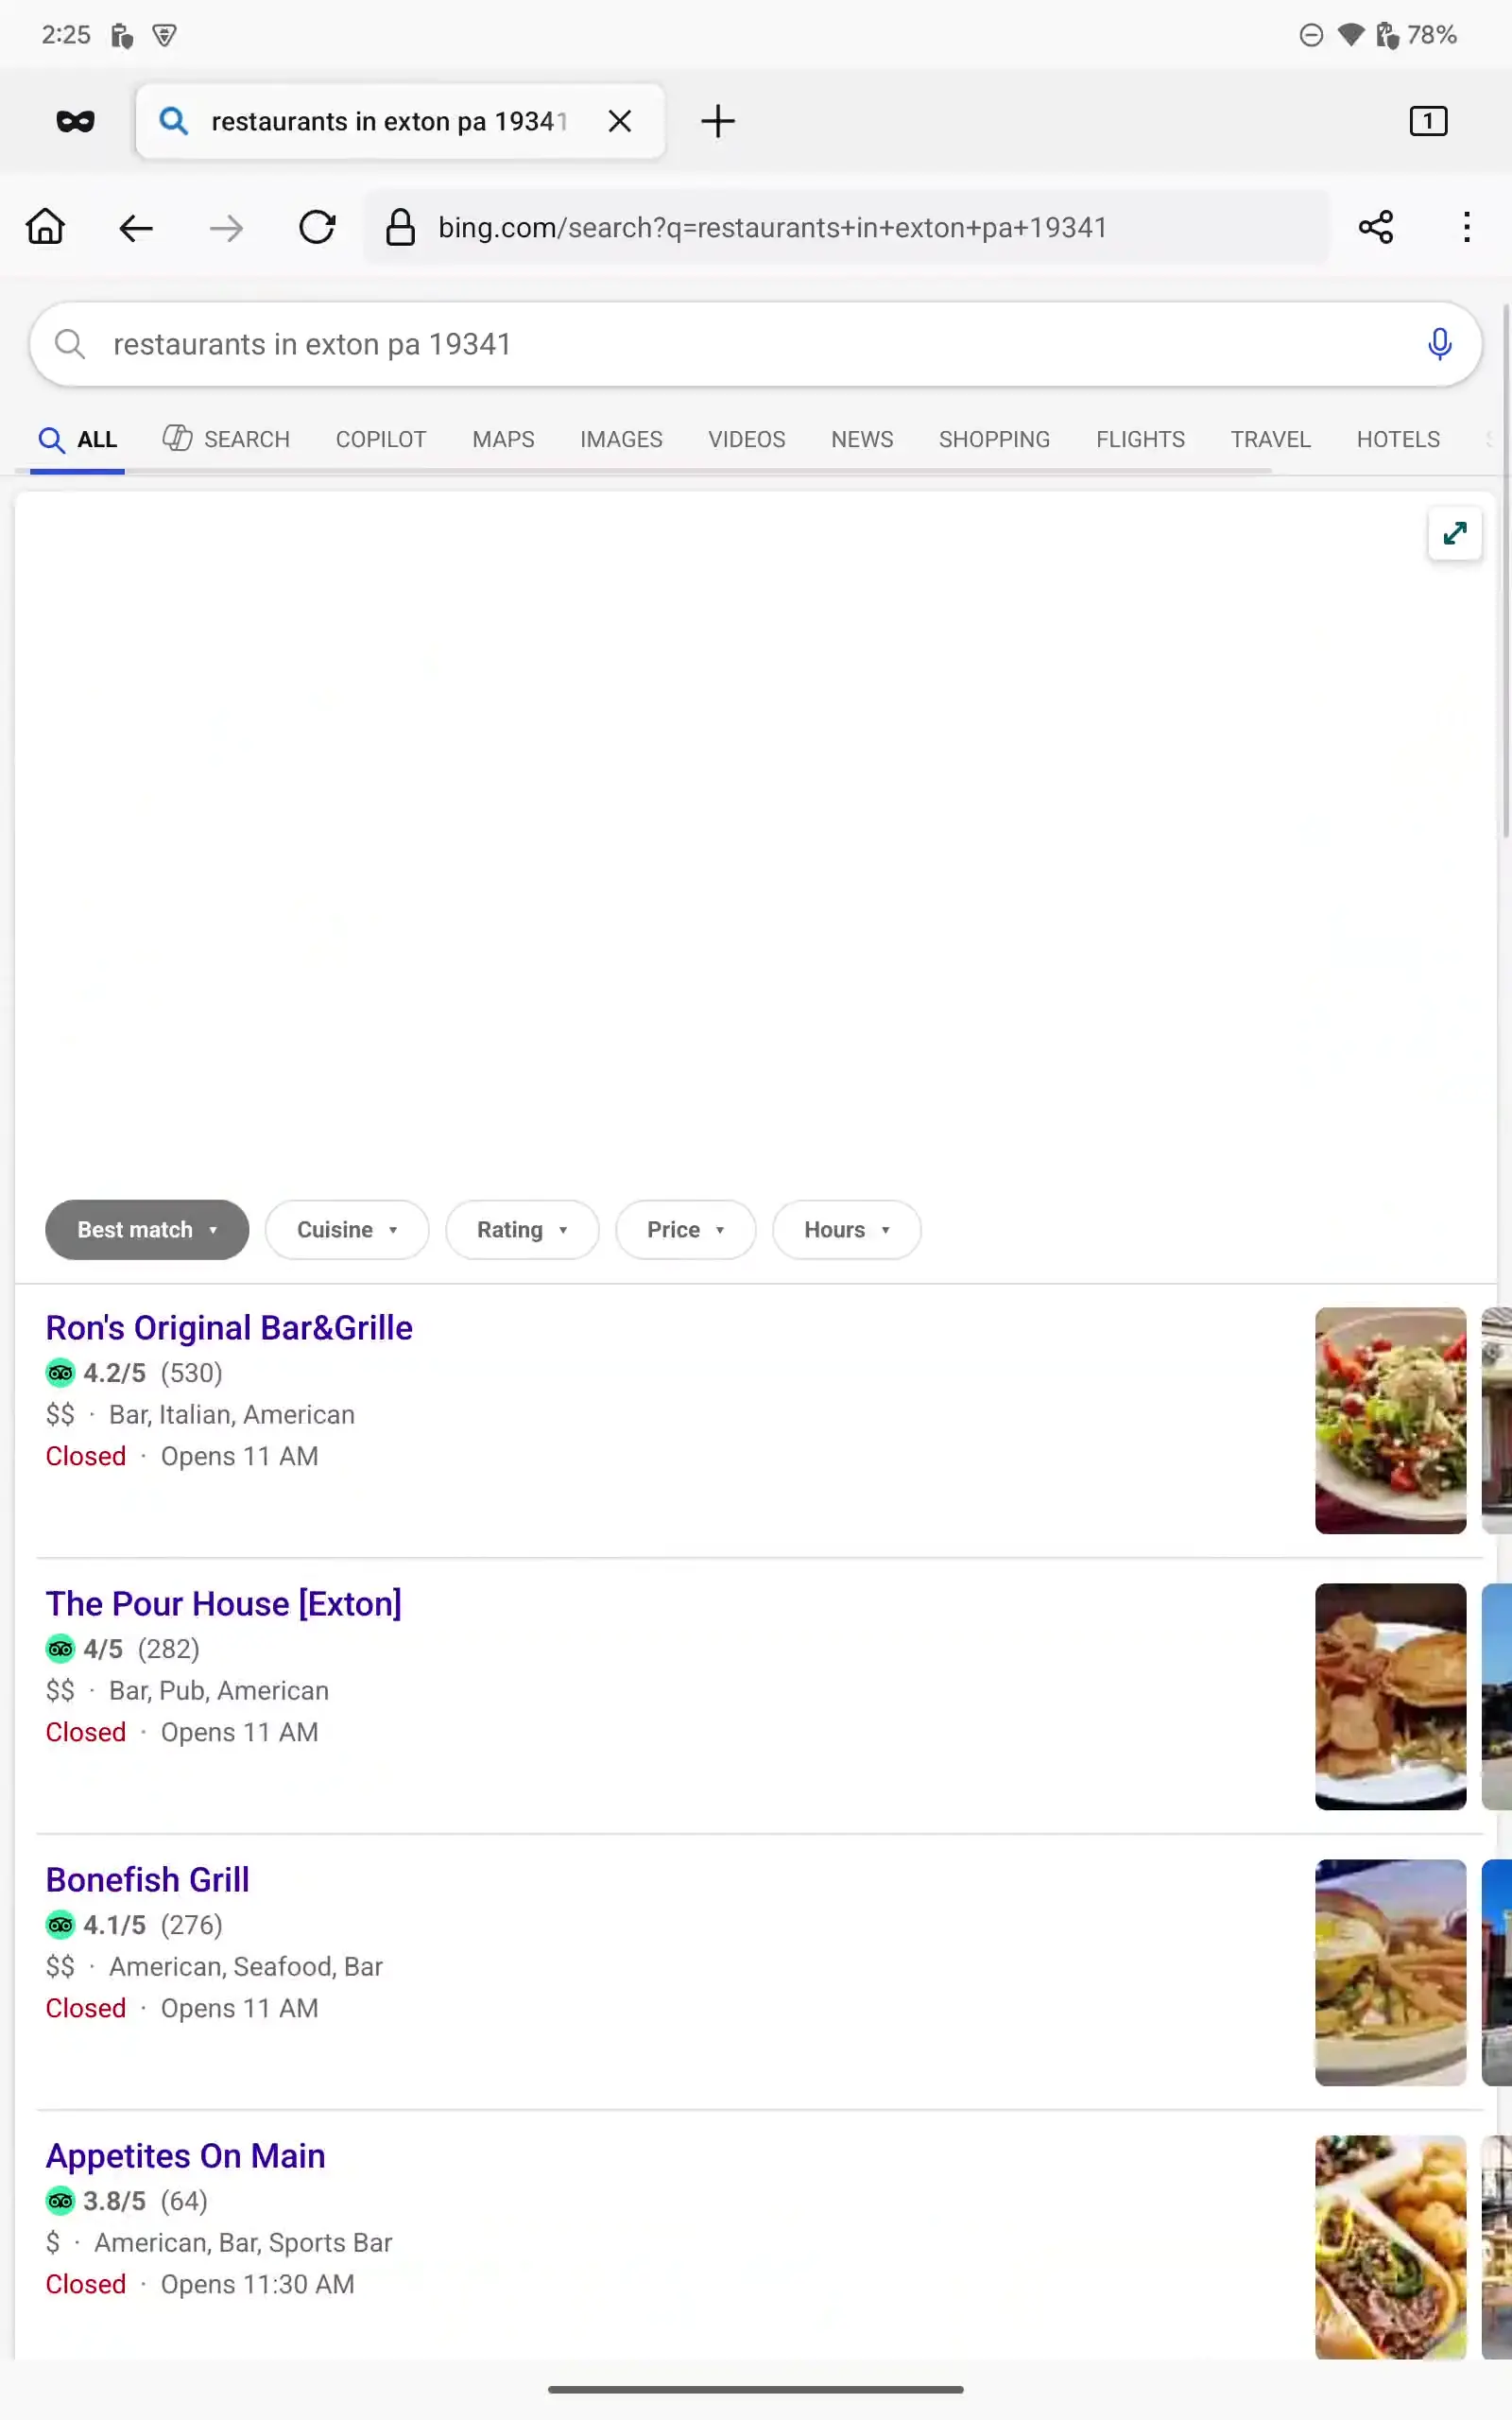 2:25
78%
restaurants in exton pa 19341
1
bing.com/search?q=restaurants+in+exton+pa+19341
restaurants in exton pa 19341
ALL SEARCH COPILOT MAPS IMAGES VIDEOS NEWS SHOPPING FLIGHTS TRAVEL HOTELS
Best match Cuisine Rating Price Hours
Ron's Original Bar&Grille
4.2/5 (530)
$$ · Bar, Italian, American
Closed · Opens 11 AM
The Pour House [Exton]
4/5 (282)
$$ · Bar, Pub, American
Closed · Opens 11 AM
Bonefish Grill
4.1/5 (276)
$$ · American, Seafood, Bar
Closed · Opens 11 AM
Appetites On Main
3.8/5 (64)
$ · American, Bar, Sports Bar
Closed · Opens 11:30 AM